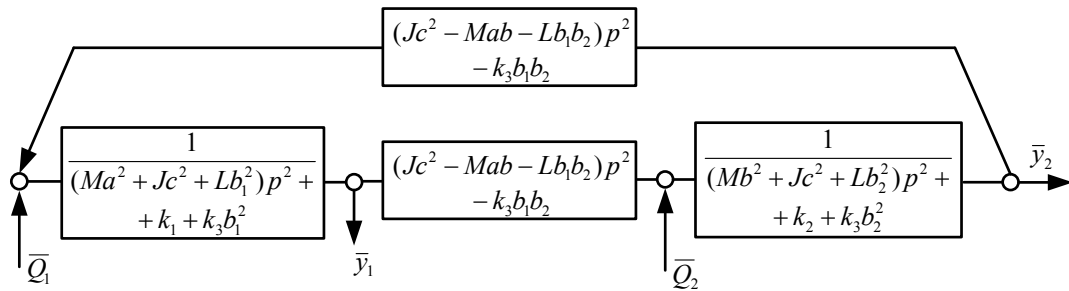 (Jc² − Mab − Lb₁b₂)p²
− k₃b₁b₂
ȳ₂
1
(Ma² + Jc² + Lb₁²)p² +
+ k₁ + k₃b₁²
(Jc² − Mab − Lb₁b₂)p²
− k₃b₁b₂
1
(Mb² + Jc² + Lb₂²)p² +
+ k₂ + k₃b₂²
Q̄₁
ȳ₁
Q̄₂